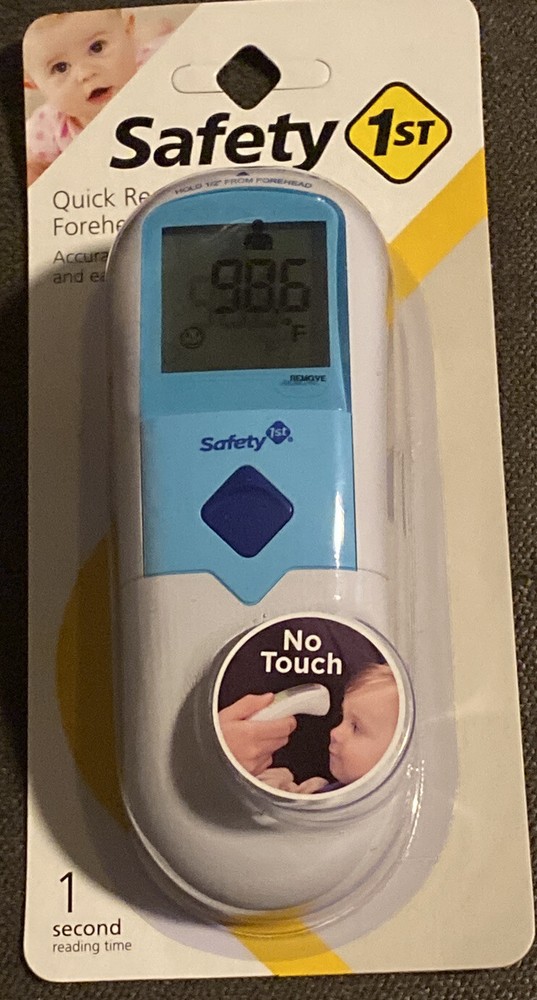 Safety 1ST
Quick Re
Forehe
Accura
and ea
HOLD 1/2" FROM FOREHEAD
98.6
°F
REMOVE
Safety 1st®
No
Touch
1
second
reading time